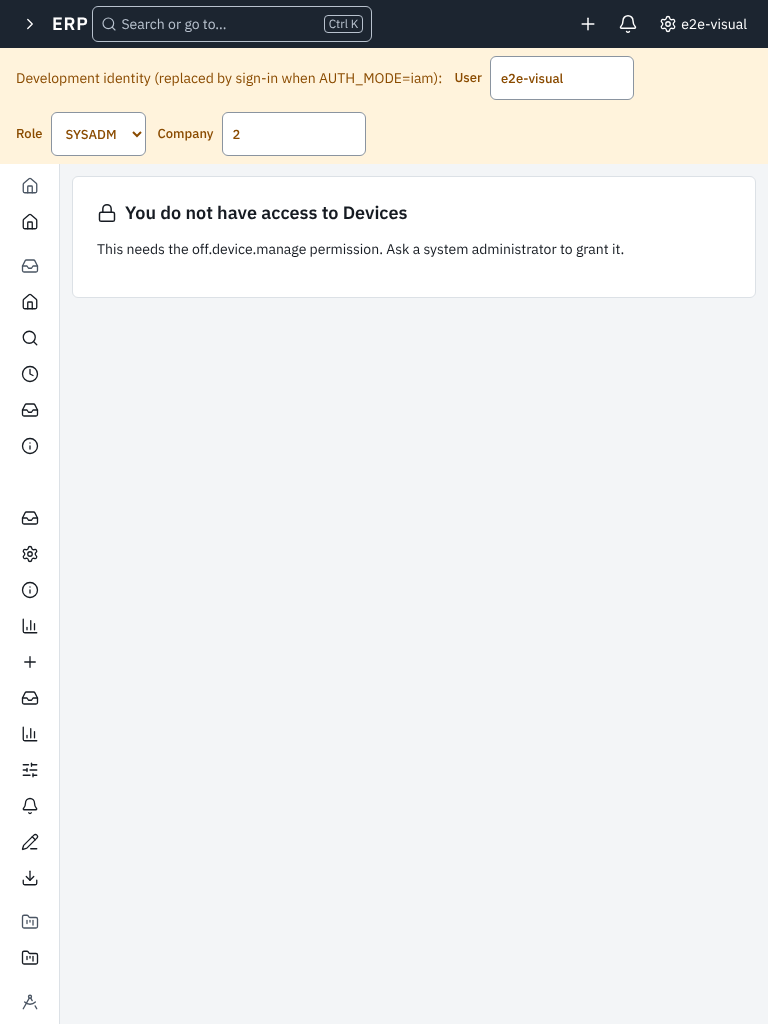 ERP Search or go to... Ctrl K e2e-visual
Development identity (replaced by sign-in when AUTH_MODE=iam): User e2e-visual
Role SYSADM Company 2
You do not have access to Devices
This needs the off.device.manage permission. Ask a system administrator to grant it.